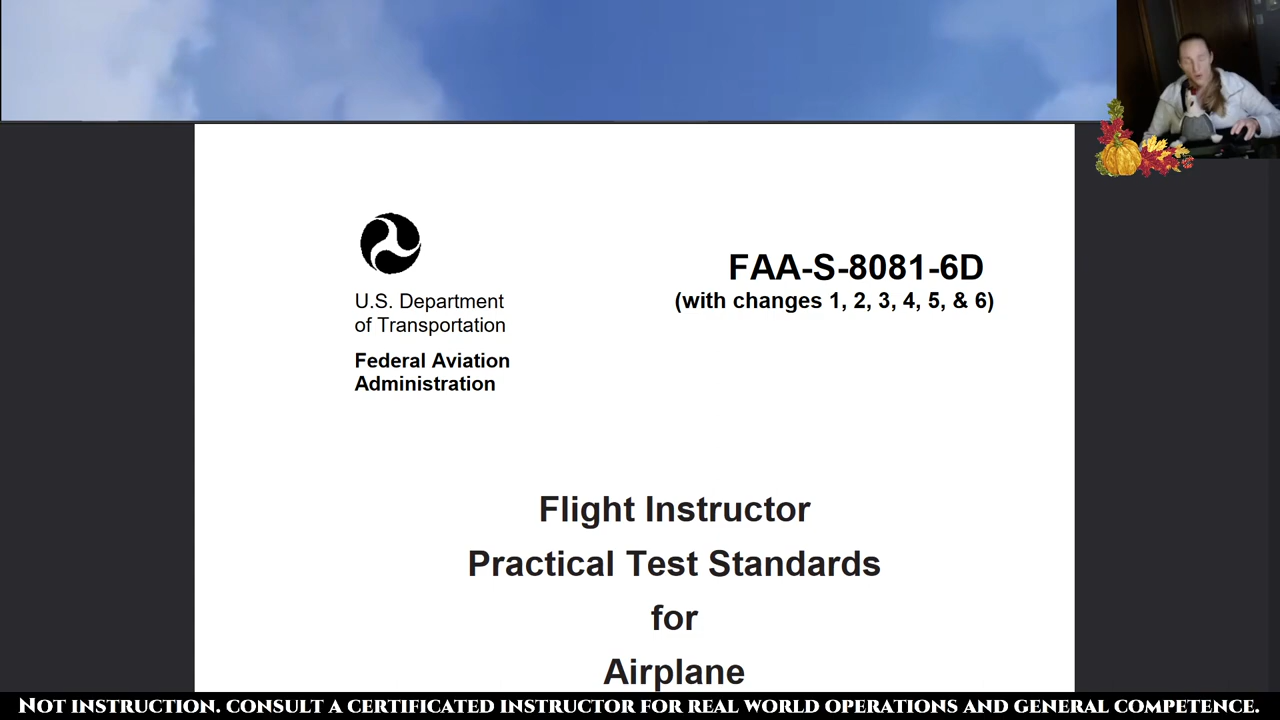 FAA-S-8081-6D
(with changes 1, 2, 3, 4, 5, & 6)
U.S. Department
of Transportation
Federal Aviation
Administration
Flight Instructor
Practical Test Standards
for
Airplane
NOT INSTRUCTION. CONSULT A CERTIFICATED INSTRUCTOR FOR REAL WORLD OPERATIONS AND GENERAL COMPETENCE.